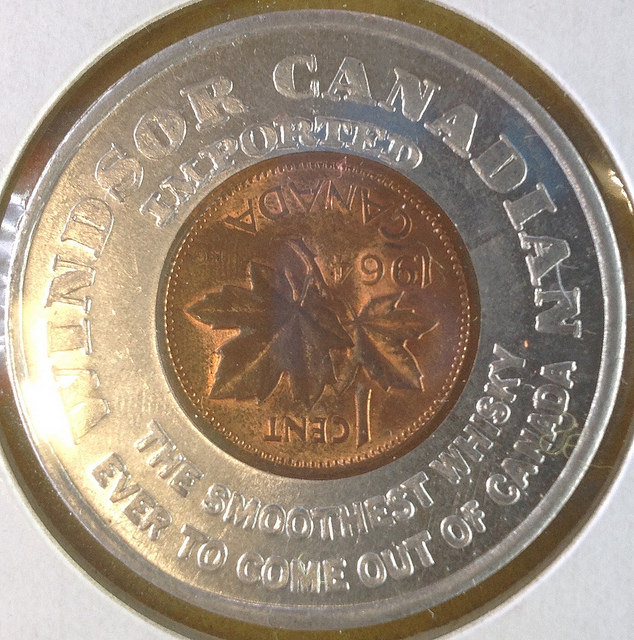 WINDSOR CANADIAN
IMPORTED
1 CENT
1964
CANADA
THE SMOOTHEST WHISKY
EVER TO COME OUT OF CANADA